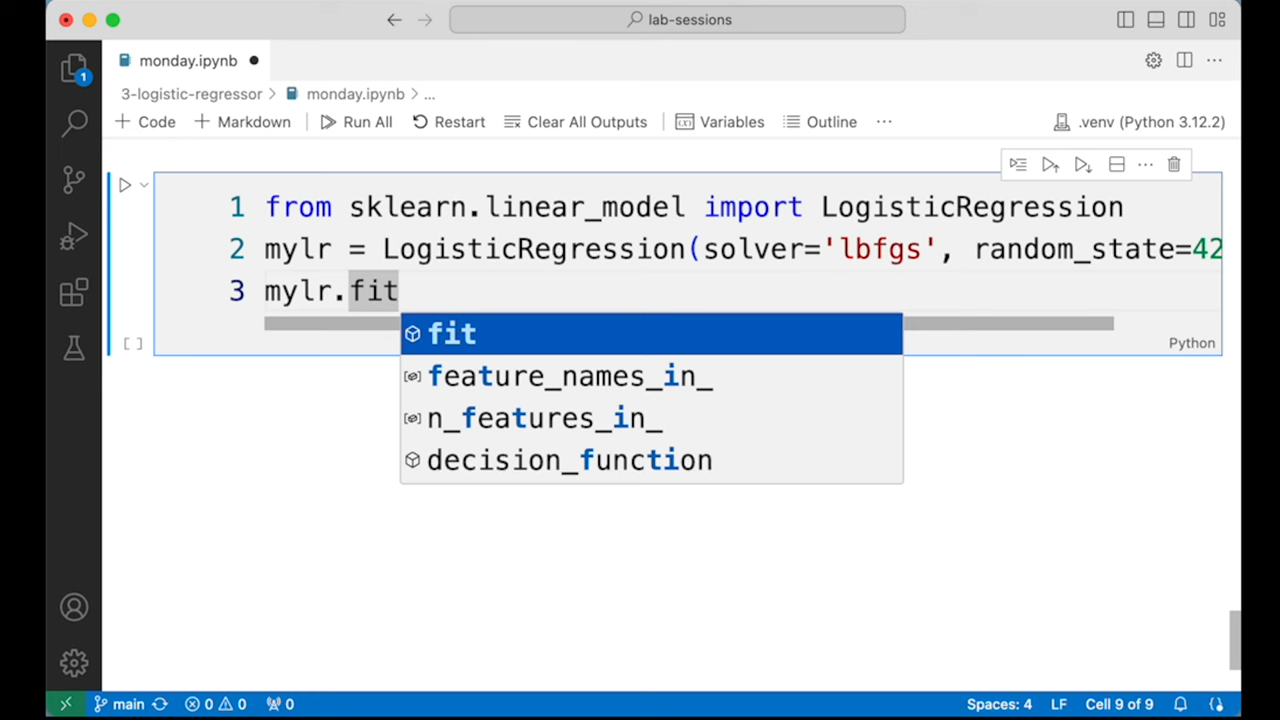 lab-sessions
monday.ipynb
3-logistic-regressor > monday.ipynb > ...
+ Code + Markdown Run All Restart Clear All Outputs Variables Outline ... .venv (Python 3.12.2)
1 from sklearn.linear_model import LogisticRegression
2 mylr = LogisticRegression(solver='lbfgs', random_state=42
3 mylr.fit
fit
feature_names_in_
n_features_in_
decision_function
[ ]
Python
1
main 0 0 0 Spaces: 4 LF Cell 9 of 9